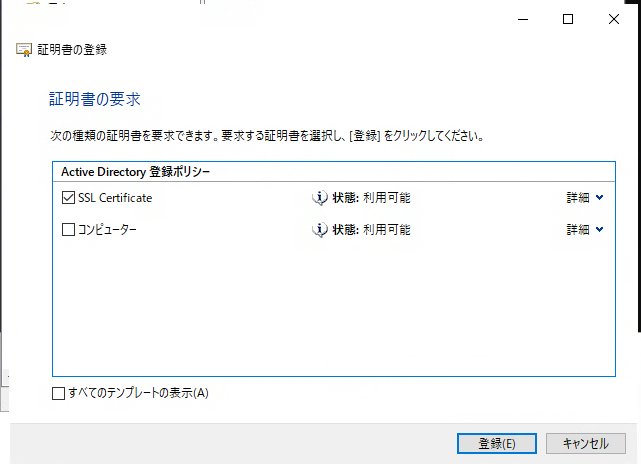 証明書の登録
証明書の要求
次の種類の証明書を要求できます。要求する証明書を選択し、[登録] をクリックしてください。
Active Directory 登録ポリシー
SSL Certificate 状態: 利用可能 詳細
コンピューター 状態: 利用可能 詳細
すべてのテンプレートの表示(A)
登録(E) キャンセル